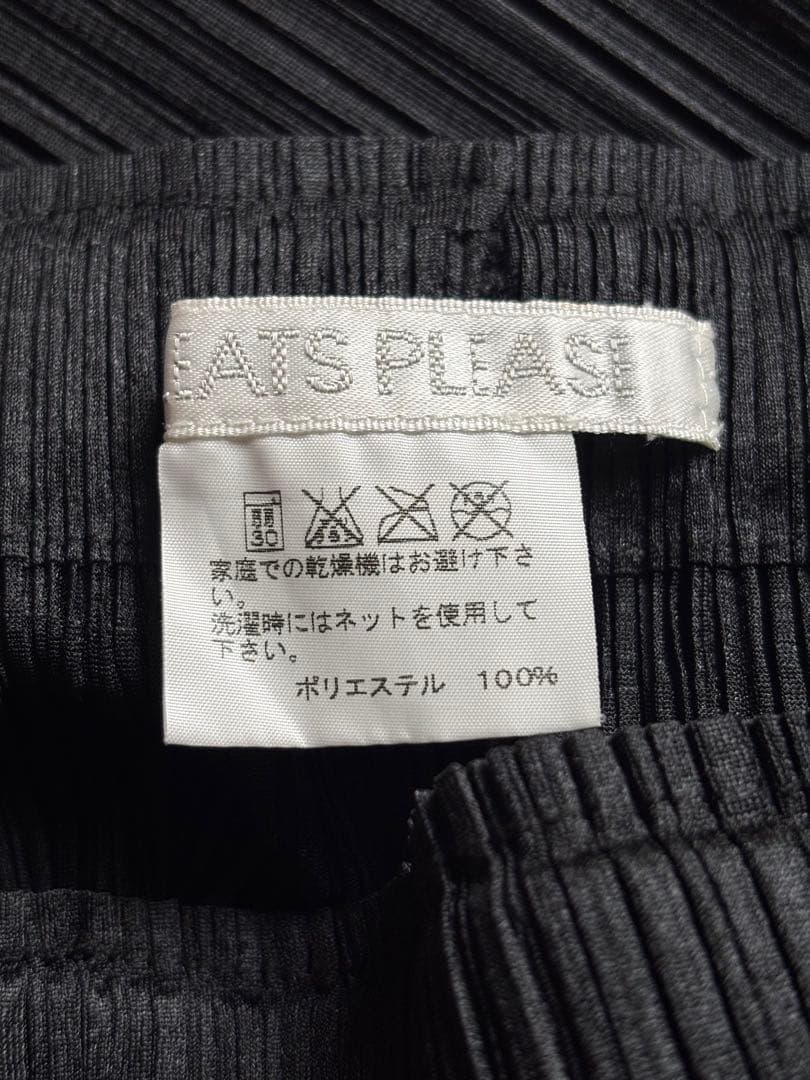 EATS PLEASE
弱
30
家庭での乾燥機はお避け下さ
い。
洗濯時にはネットを使用して
下さい。
ポリエステル 100%